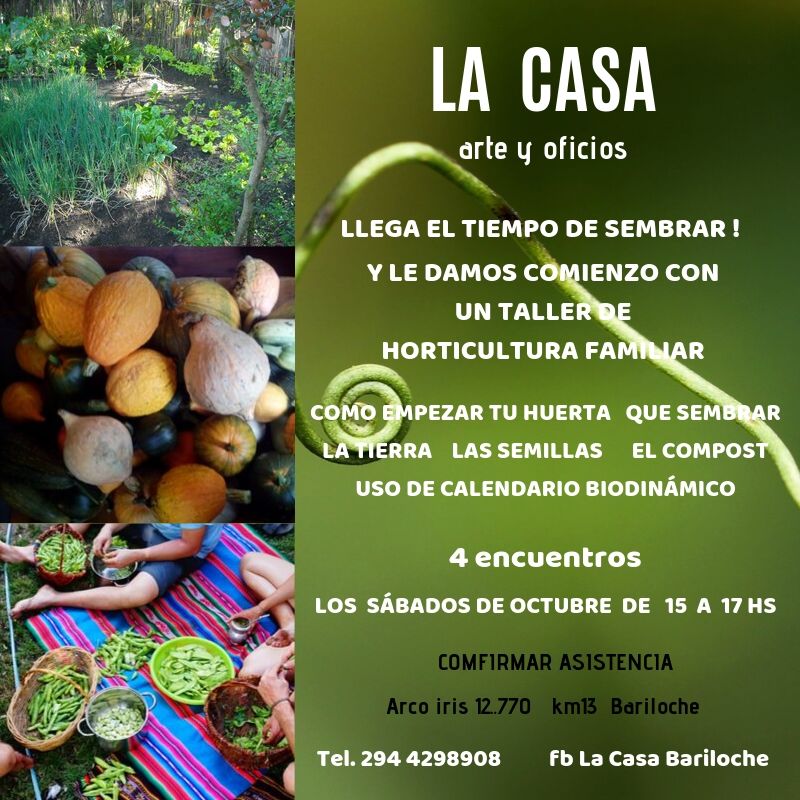 LA CASA
arte y oficios
LLEGA EL TIEMPO DE SEMBRAR !
Y LE DAMOS COMIENZO CON
UN TALLER DE
HORTICULTURA FAMILIAR
COMO EMPEZAR TU HUERTA QUE SEMBRAR
LA TIERRA LAS SEMILLAS EL COMPOST
USO DE CALENDARIO BIODINÁMICO
4 encuentros
LOS SÁBADOS DE OCTUBRE DE 15 A 17 HS
COMFIRMAR ASISTENCIA
Arco iris 12.770 km13 Bariloche
Tel. 294 4298908 fb La Casa Bariloche